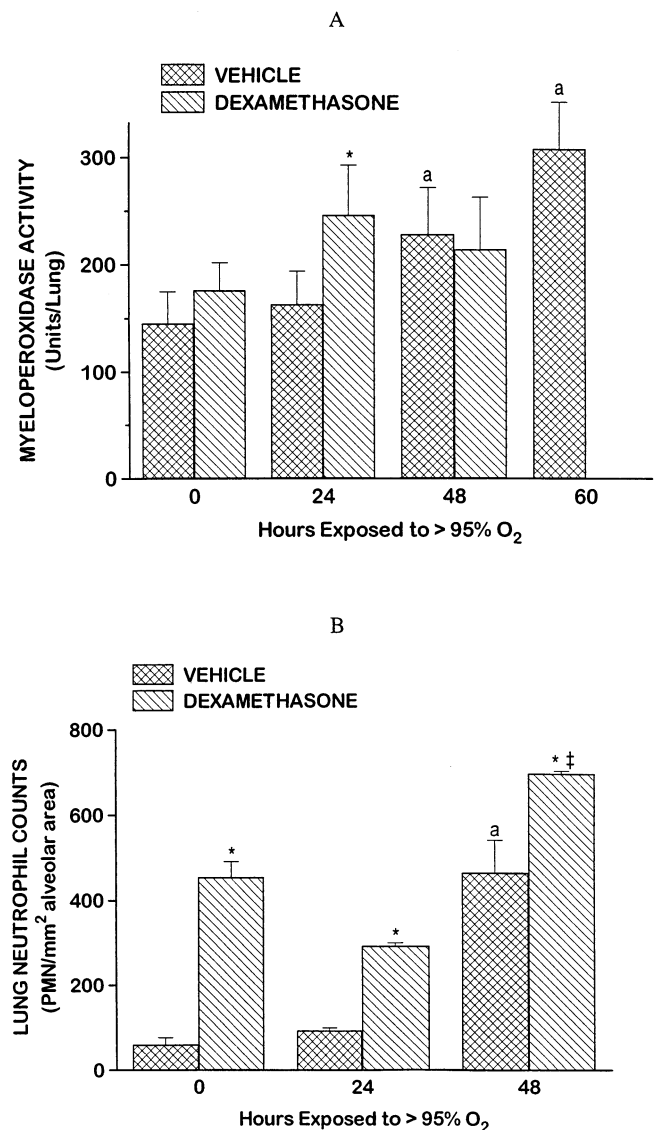 A
VEHICLE
DEXAMETHASONE
MYELOPEROXIDASE ACTIVITY
(Units/Lung)
300
200
100
0
*
a
a
0 24 48 60
Hours Exposed to > 95% O₂
B
VEHICLE
DEXAMETHASONE
LUNG NEUTROPHIL COUNTS
(PMN/mm² alveolar area)
800
600
400
200
0
*
*
a
* ‡
0 24 48
Hours Exposed to > 95% O₂